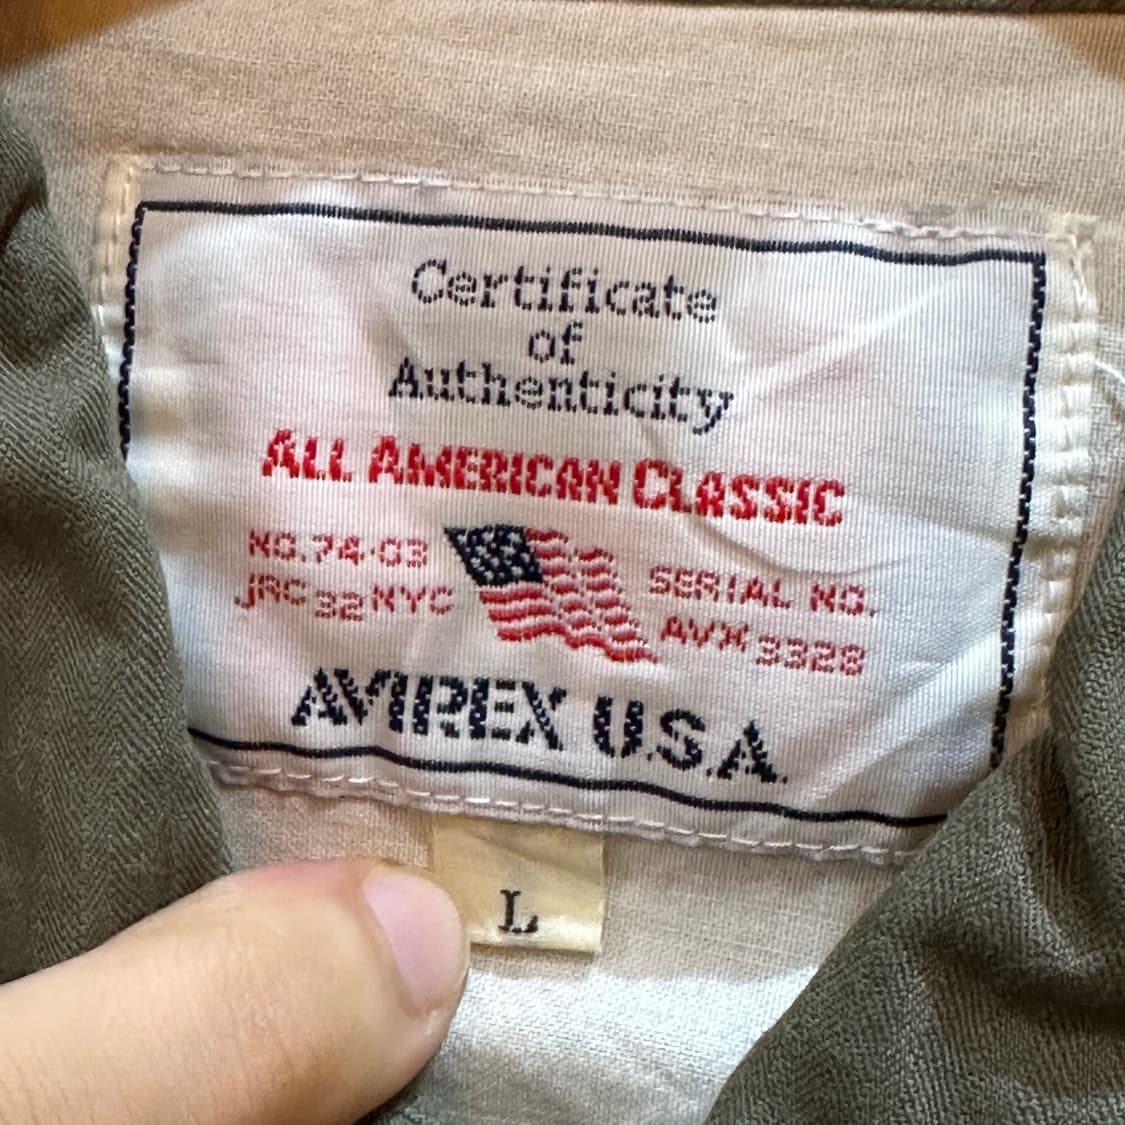 Certificate
of
Authenticity
ALL AMERICAN CLASSIC
NO.74-03
JRC 32 NYC
SERIAL NO.
AVX 3328
AVIREX U.S.A.
L